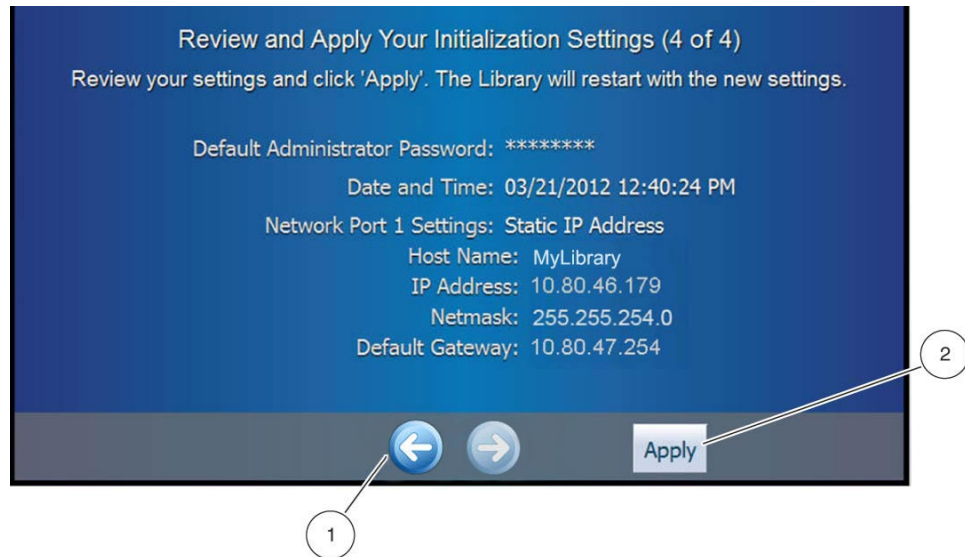 Review and Apply Your Initialization Settings (4 of 4)
Review your settings and click 'Apply'. The Library will restart with the new settings.
Default Administrator Password: ********
Date and Time: 03/21/2012 12:40:24 PM
Network Port 1 Settings: Static IP Address
Host Name: MyLibrary
IP Address: 10.80.46.179
Netmask: 255.255.254.0
Default Gateway: 10.80.47.254
2
Apply
1